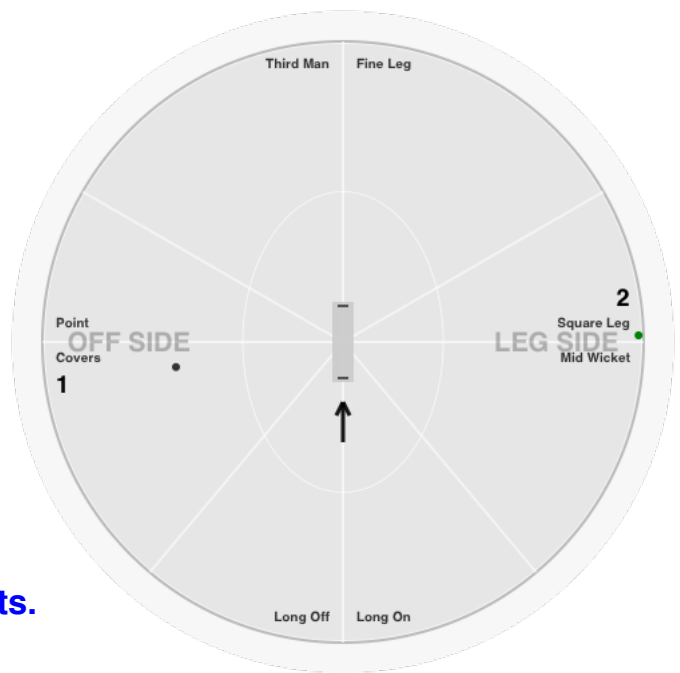 Third Man
Fine Leg
2
Point
Square Leg
OFF SIDE
LEG SIDE
Covers
Mid Wicket
1
ts.
Long Off
Long On